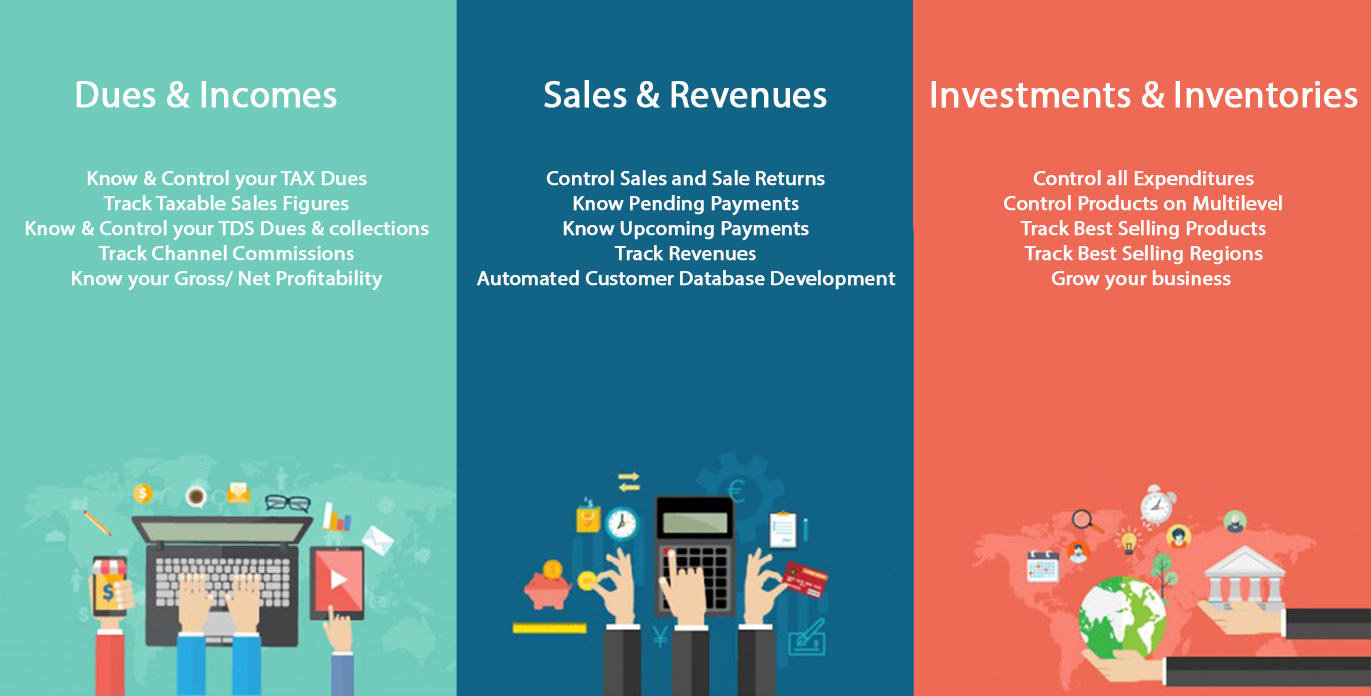 Dues & Incomes
Know & Control your TAX Dues
Track Taxable Sales Figures
Know & Control your TDS Dues & collections
Track Channel Commissions
Know your Gross/ Net Profitability
Sales & Revenues
Control Sales and Sale Returns
Know Pending Payments
Know Upcoming Payments
Track Revenues
Automated Customer Database Development
Investments & Inventories
Control all Expenditures
Control Products on Multilevel
Track Best Selling Products
Track Best Selling Regions
Grow your business